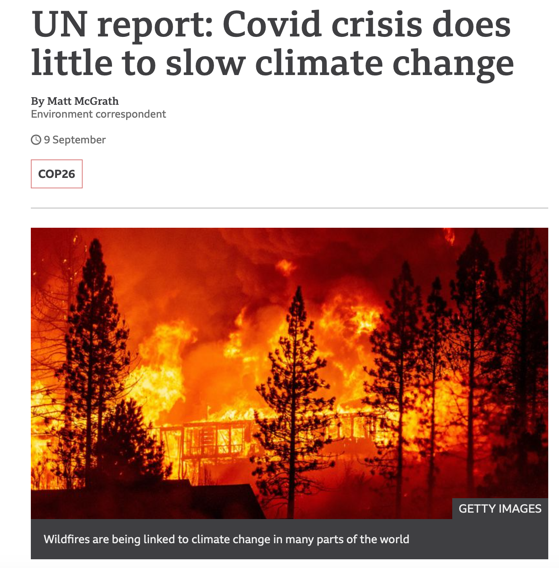 UN report: Covid crisis does
little to slow climate change
By Matt McGrath
Environment correspondent
9 September
COP26
GETTY IMAGES
Wildfires are being linked to climate change in many parts of the world